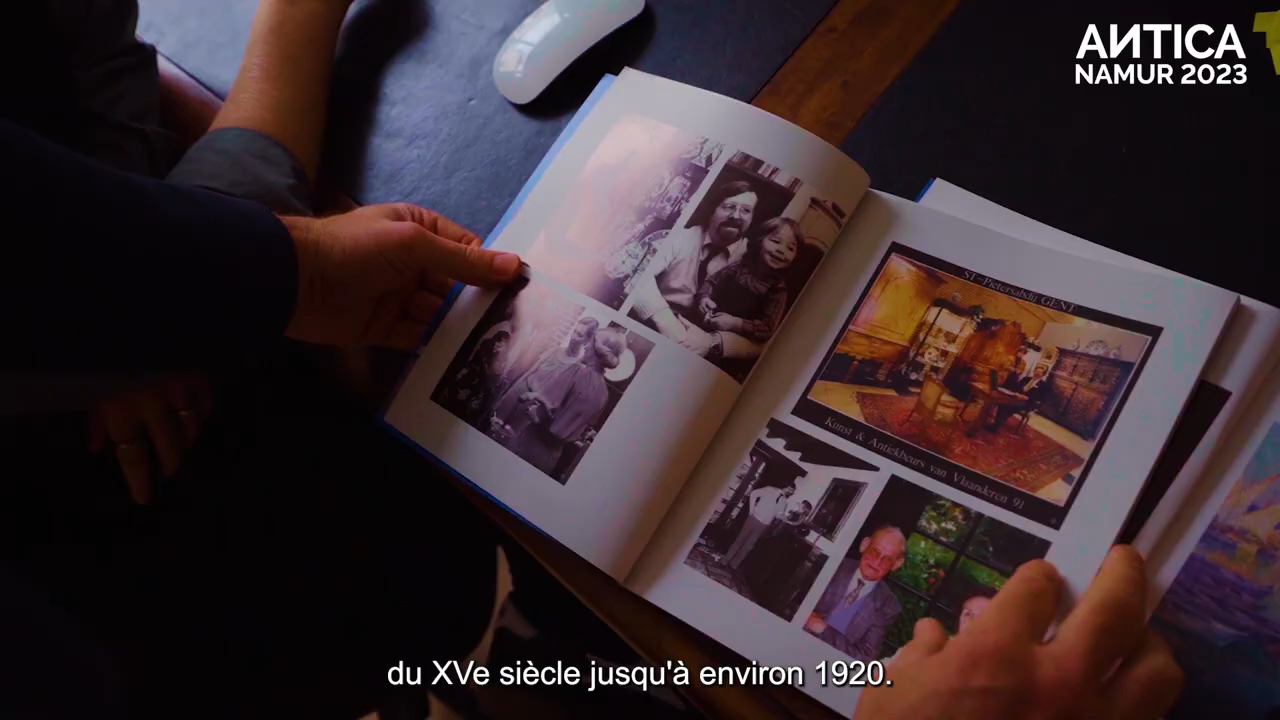 AИTICA
NAMUR 2023
ST-Pietersabdij GENT
Kunst & Antiekbeurs van Vlaanderen 91
du XVe siècle jusqu'à environ 1920.